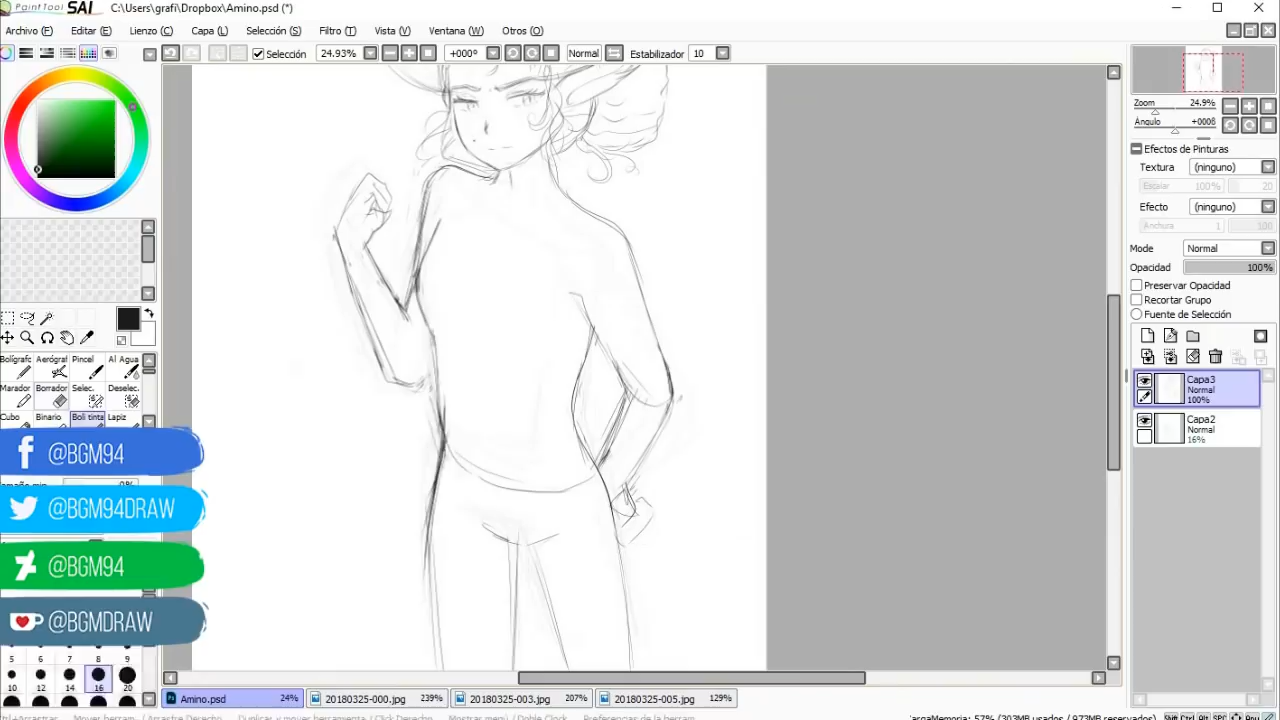 PaintTool SAI C:\Users\grafi\Dropbox\Amino.psd (*)
Archivo (F) Editar (E) Lienzo (C) Capa (L) Selección (S) Filtro (T) Vista (V) Ventana (W) Otros (O)
Selección 24.93% +000º Normal Estabilizador 10
Zoom 24.9%
Ángulo +000θ
Efectos de Pinturas
Textura (ninguno)
Escalar 100% 20
Efecto (ninguno)
Anchura 1 100
Mode Normal
Opacidad 100%
Preservar Opacidad
Recortar Grupo
Fuente de Selección
Capa3
Normal
100%
Capa2
Normal
16%
Bolígrafo Aerógraf Pincel Al Agua
Marador Borrador Selec. Deselec.
Cubo Binario Boli tinta Lapiz
@BGM94
@BGM94DRAW
@BGM94
@BGMDRAW
5 6 7 8 9
10 12 14 16 20
Amino.psd 24% 20180325-000.jpg 239% 20180325-003.jpg 207% 20180325-005.jpg 129%